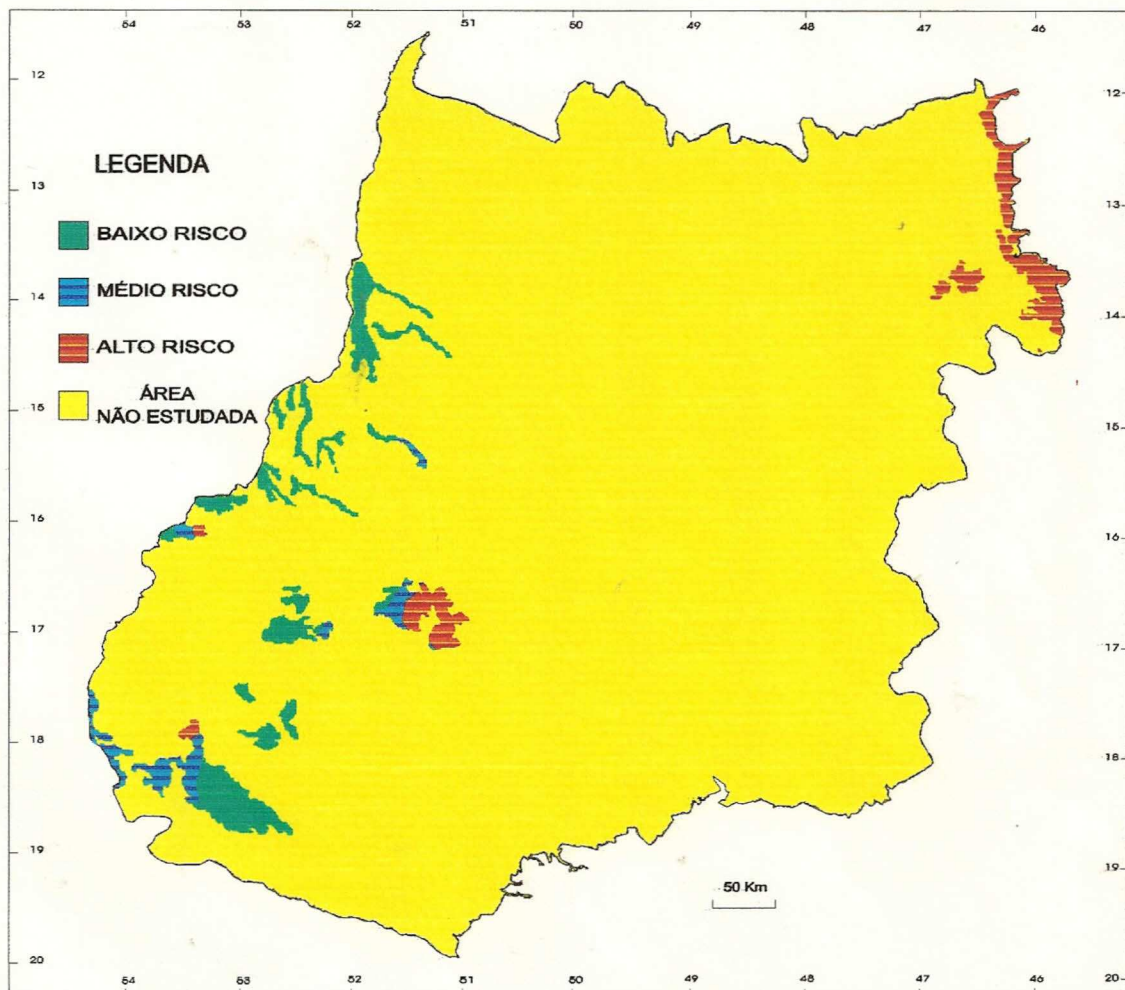 54 53 52 51 50 49 48 47 46
12 12
LEGENDA
13 13
BAIXO RISCO
MÉDIO RISCO
14 14
ALTO RISCO
ÁREA
NÃO ESTUDADA
15 15
16 16
17 17
18 18
19 19
50 Km
20 20
54 53 52 51 50 49 48 47 46